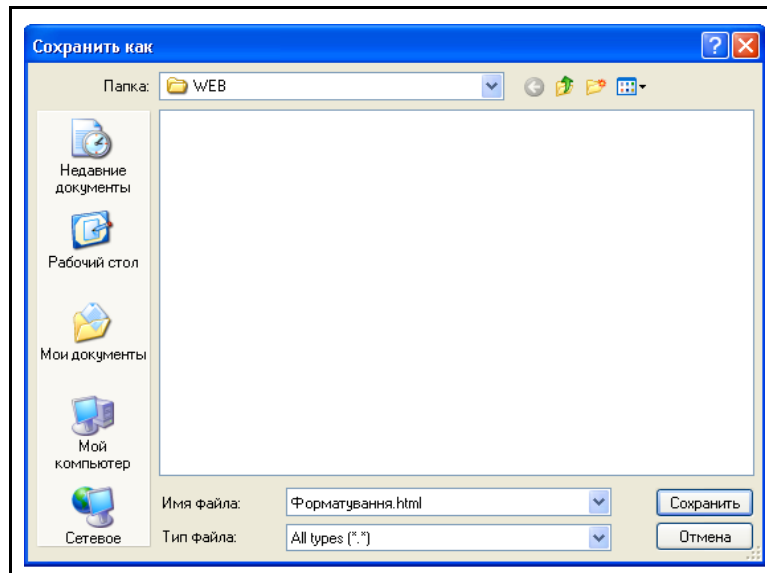 Сохранить как
Папка: WEB
Недавние
документы
Рабочий стол
Мои документы
Мой
компьютер
Сетевое
Имя файла: Форматування.html Сохранить
Тип файла: All types (*.*) Отмена